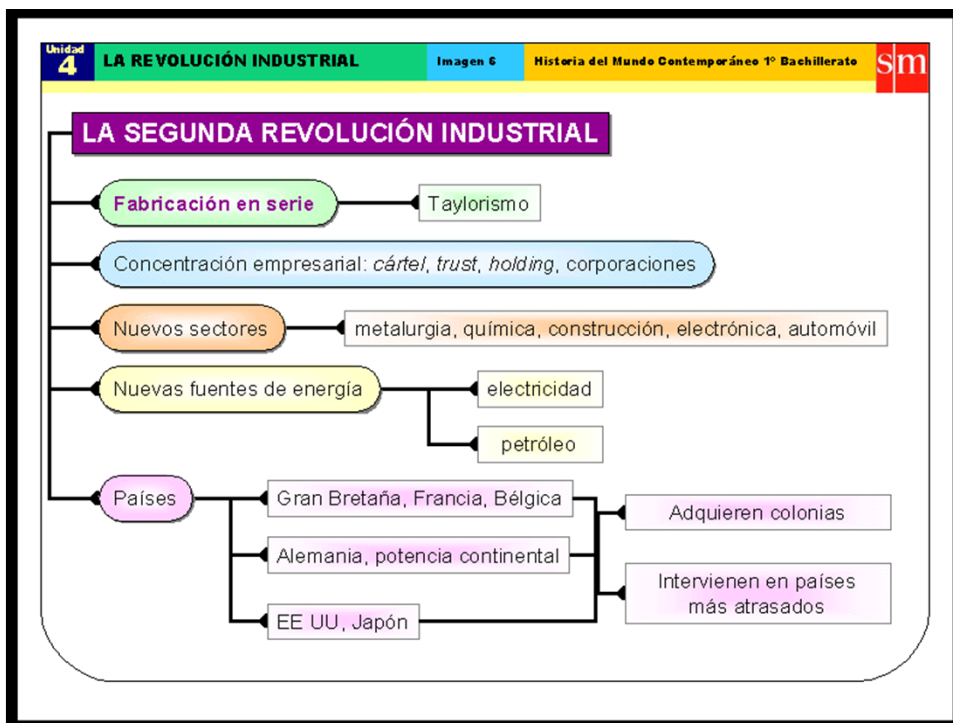 Unidad
4
LA REVOLUCIÓN INDUSTRIAL
Imagen 6
Historia del Mundo Contemporáneo 1º Bachillerato
sm
LA SEGUNDA REVOLUCIÓN INDUSTRIAL
Fabricación en serie
Taylorismo
Concentración empresarial: cártel, trust, holding, corporaciones
Nuevos sectores
metalurgia, química, construcción, electrónica, automóvil
Nuevas fuentes de energía
electricidad
petróleo
Países
Gran Bretaña, Francia, Bélgica
Alemania, potencia continental
EE UU, Japón
Adquieren colonias
Intervienen en países
más atrasados